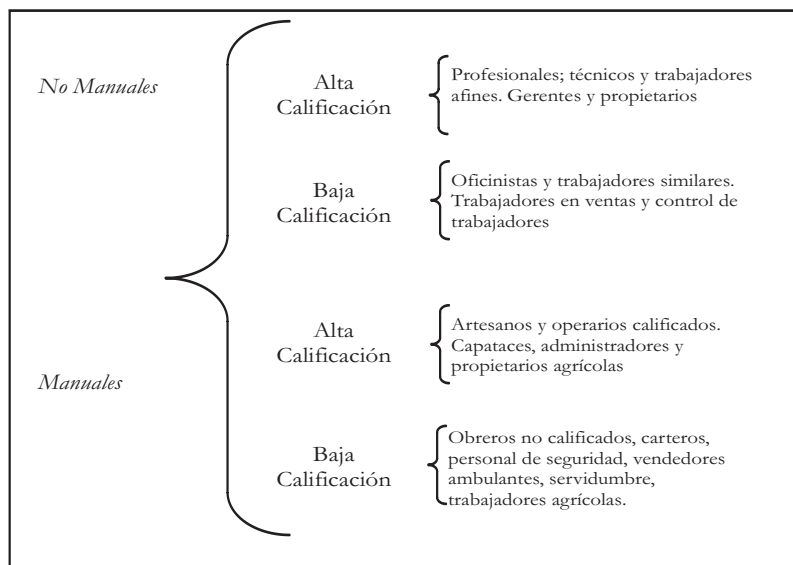 No Manuales
Alta
Calificación
Profesionales; técnicos y trabajadores
afines. Gerentes y propietarios
Baja
Calificación
Oficinistas y trabajadores similares.
Trabajadores en ventas y control de
trabajadores
Manuales
Alta
Calificación
Artesanos y operarios calificados.
Capataces, administradores y
propietarios agrícolas
Baja
Calificación
Obreros no calificados, carteros,
personal de seguridad, vendedores
ambulantes, servidumbre,
trabajadores agrícolas.